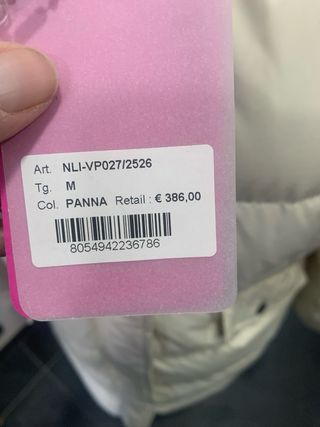 Art. NLI-VP027/2526
Tg. M
Col. PANNA Retail : € 386,00
8054942236786